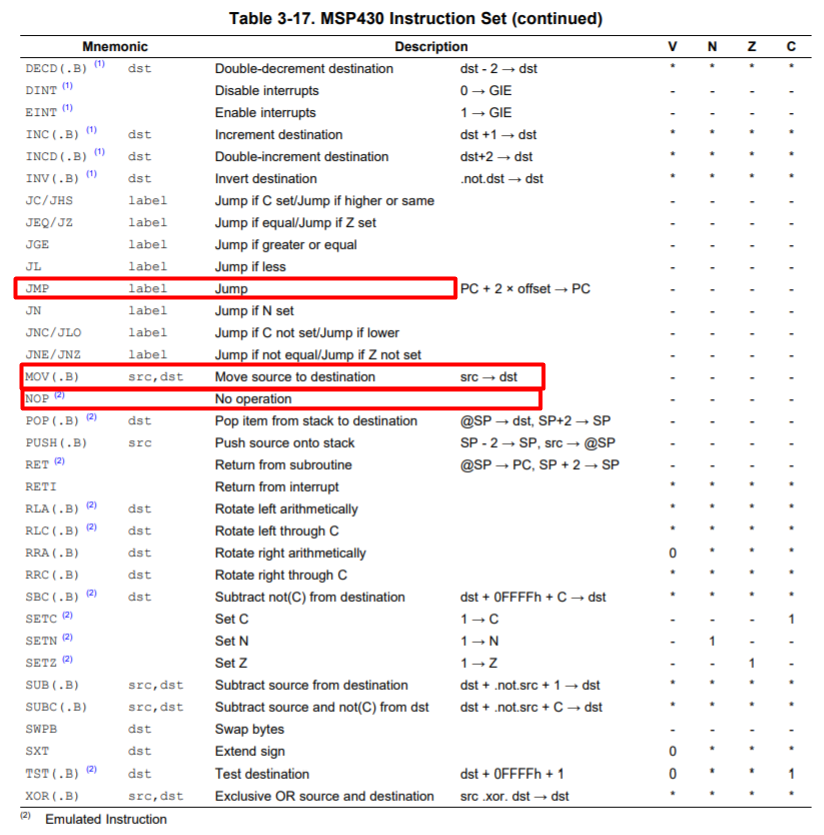 Table 3-17. MSP430 Instruction Set (continued)
Mnemonic Description V N Z C
DECD(.B) (1) dst Double-decrement destination dst - 2 → dst * * * *
DINT (1) Disable interrupts 0 → GIE - - - -
EINT (1) Enable interrupts 1 → GIE - - - -
INC(.B) (1) dst Increment destination dst +1 → dst * * * *
INCD(.B) (1) dst Double-increment destination dst+2 → dst * * * *
INV(.B) (1) dst Invert destination .not.dst → dst * * * *
JC/JHS label Jump if C set/Jump if higher or same - - - -
JEQ/JZ label Jump if equal/Jump if Z set - - - -
JGE label Jump if greater or equal - - - -
JL label Jump if less - - - -
JMP label Jump PC + 2 × offset → PC - - - -
JN label Jump if N set - - - -
JNC/JLO label Jump if C not set/Jump if lower - - - -
JNE/JNZ label Jump if not equal/Jump if Z not set - - - -
MOV(.B) src,dst Move source to destination src → dst - - - -
NOP (2) No operation - - - -
POP(.B) (2) dst Pop item from stack to destination @SP → dst, SP+2 → SP - - - -
PUSH(.B) src Push source onto stack SP - 2 → SP, src → @SP - - - -
RET (2) Return from subroutine @SP → PC, SP + 2 → SP - - - -
RETI Return from interrupt * * * *
RLA(.B) (2) dst Rotate left arithmetically * * * *
RLC(.B) (2) dst Rotate left through C * * * *
RRA(.B) dst Rotate right arithmetically 0 * * *
RRC(.B) dst Rotate right through C * * * *
SBC(.B) (2) dst Subtract not(C) from destination dst + 0FFFFh + C → dst * * * *
SETC (2) Set C 1 → C - - - 1
SETN (2) Set N 1 → N - 1 - -
SETZ (2) Set Z 1 → Z - - 1 -
SUB(.B) src,dst Subtract source from destination dst + .not.src + 1 → dst * * * *
SUBC(.B) src,dst Subtract source and not(C) from dst dst + .not.src + C → dst * * * *
SWPB dst Swap bytes - - - -
SXT dst Extend sign 0 * * *
TST(.B) (2) dst Test destination dst + 0FFFFh + 1 0 * * 1
XOR(.B) src,dst Exclusive OR source and destination src .xor. dst → dst * * * *
(2) Emulated Instruction